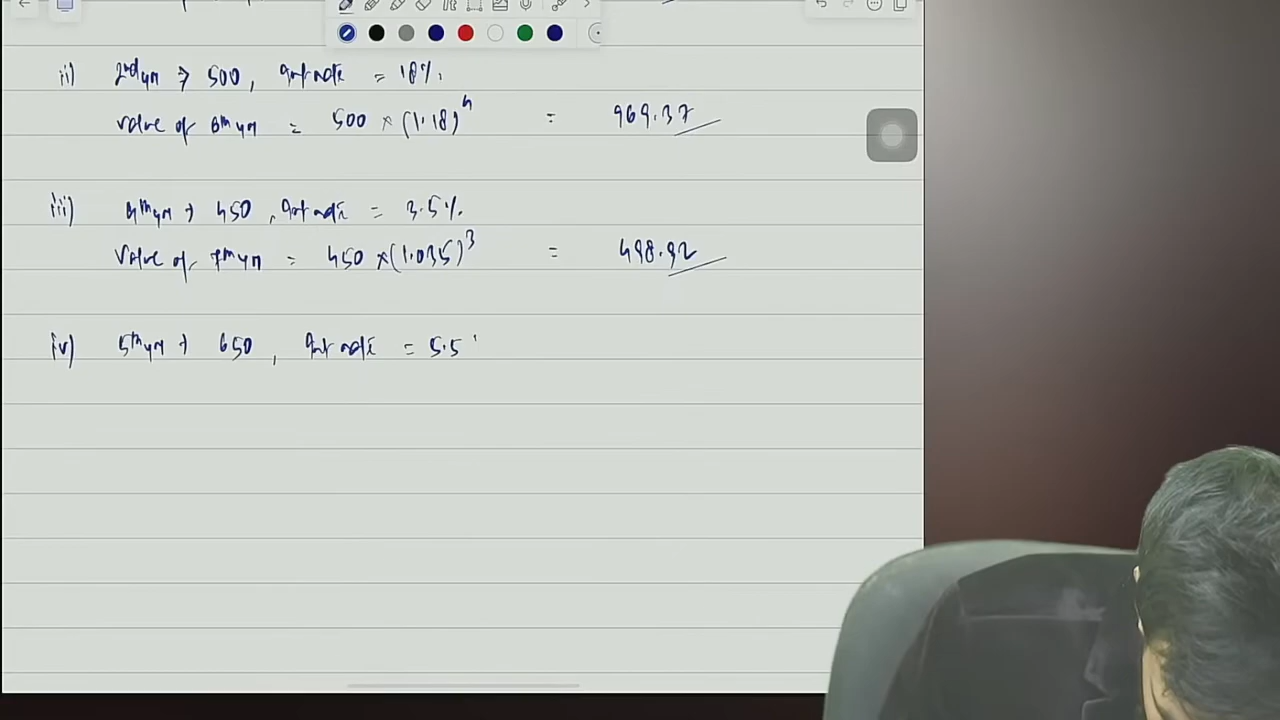 ii) 2nd yr → 500, Int rate = 18%.
Value of 6th yr = 500 × (1.18)^4 = 969.37
iii) 4th yr → 450, Int rate = 3.5%.
Value of 7th yr = 450 × (1.035)^3 = 498.92
iv) 5th yr → 650, Int rate = 5.5